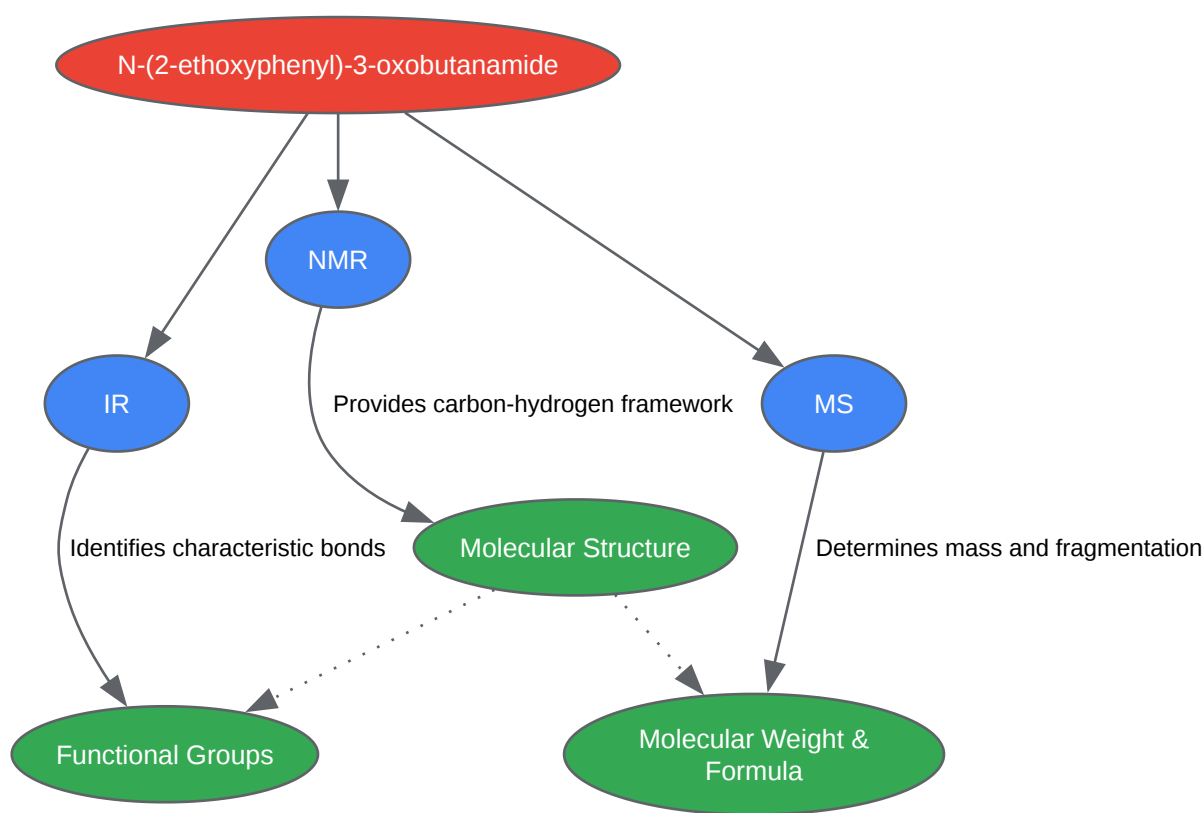 N-(2-ethoxyphenyl)-3-oxobutanamide
NMR
IR
Provides carbon-hydrogen framework
MS
Identifies characteristic bonds
Molecular Structure
Determines mass and fragmentation
Functional Groups
Molecular Weight &
Formula